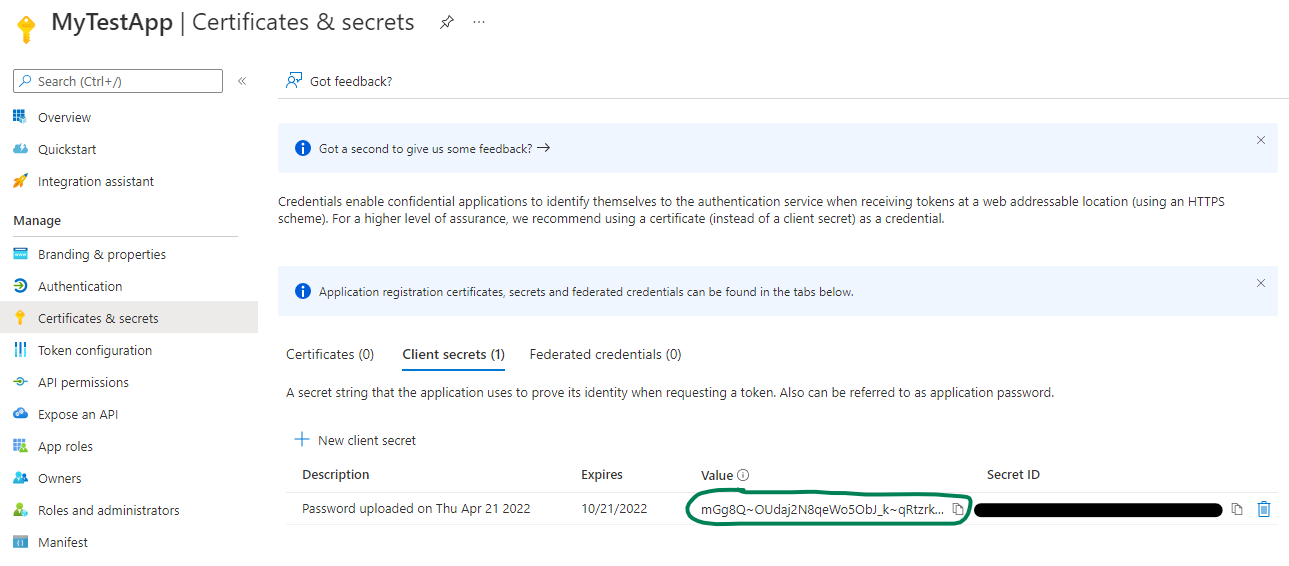 MyTestApp | Certificates & secrets
Search (Ctrl+/)
Overview
Quickstart
Integration assistant
Manage
Branding & properties
Authentication
Certificates & secrets
Token configuration
API permissions
Expose an API
App roles
Owners
Roles and administrators
Manifest
Got feedback?
Got a second to give us some feedback?
Credentials enable confidential applications to identify themselves to the authentication service when receiving tokens at a web addressable location (using an HTTPS
scheme). For a higher level of assurance, we recommend using a certificate (instead of a client secret) as a credential.
Application registration certificates, secrets and federated credentials can be found in the tabs below.
Certificates (0) Client secrets (1) Federated credentials (0)
A secret string that the application uses to prove its identity when requesting a token. Also can be referred to as application password.
New client secret
Description Expires Value Secret ID
Password uploaded on Thu Apr 21 2022 10/21/2022 mGg8Q~OUdaj2N8qeWo5ObJ_k~qRtzrk...